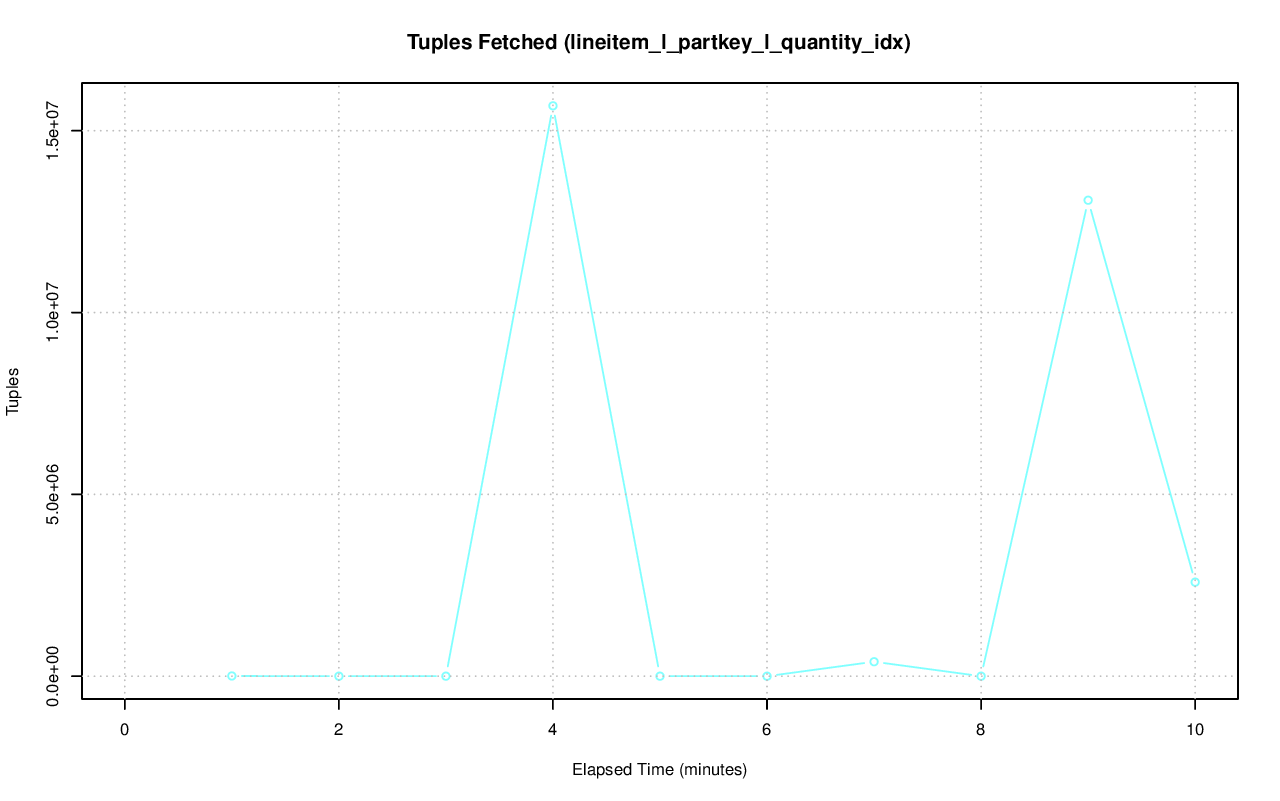 Tuples Fetched (lineitem_l_partkey_l_quantity_idx)
1.5e+07
1.0e+07
5.0e+06
0.0e+00
Tuples
0 2 4 6 8 10
Elapsed Time (minutes)